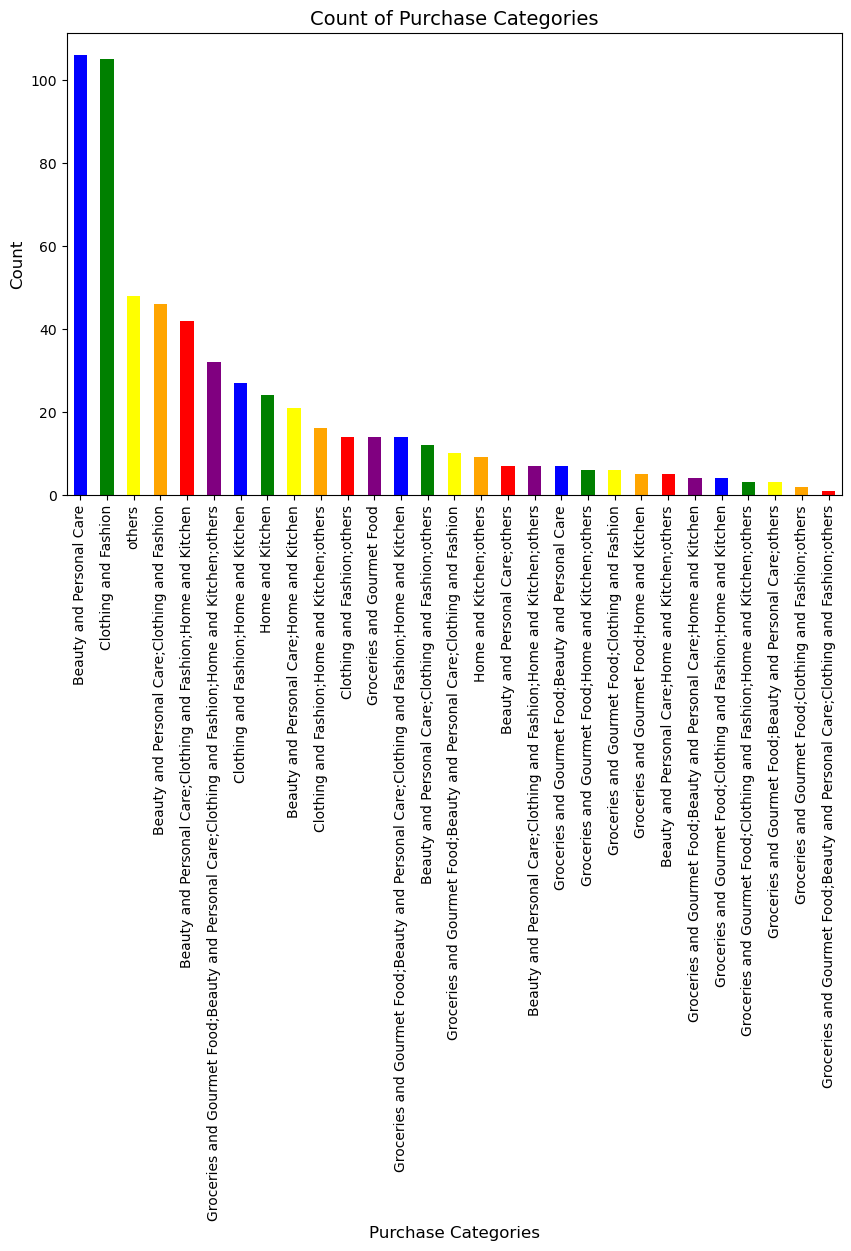 Count of Purchase Categories
Count
100
80
60
40
20
0
Beauty and Personal Care
Clothing and Fashion
others
Beauty and Personal Care;Clothing and Fashion
Beauty and Personal Care;Clothing and Fashion;Home and Kitchen
Groceries and Gourmet Food;Beauty and Personal Care;Clothing and Fashion;Home and Kitchen;others
Clothing and Fashion;Home and Kitchen
Home and Kitchen
Beauty and Personal Care;Home and Kitchen
Clothing and Fashion;Home and Kitchen;others
Clothing and Fashion;others
Groceries and Gourmet Food
Groceries and Gourmet Food;Beauty and Personal Care;Clothing and Fashion;Home and Kitchen
Beauty and Personal Care;Clothing and Fashion;others
Groceries and Gourmet Food;Beauty and Personal Care;Clothing and Fashion
Home and Kitchen;others
Beauty and Personal Care;others
Beauty and Personal Care;Clothing and Fashion;Home and Kitchen;others
Groceries and Gourmet Food;Beauty and Personal Care
Groceries and Gourmet Food;Home and Kitchen;others
Groceries and Gourmet Food;Clothing and Fashion
Groceries and Gourmet Food;Home and Kitchen
Beauty and Personal Care;Home and Kitchen;others
Groceries and Gourmet Food;Beauty and Personal Care;Home and Kitchen
Groceries and Gourmet Food;Clothing and Fashion;Home and Kitchen
Groceries and Gourmet Food;Clothing and Fashion;Home and Kitchen;others
Groceries and Gourmet Food;Beauty and Personal Care;others
Groceries and Gourmet Food;Clothing and Fashion;others
Groceries and Gourmet Food;Beauty and Personal Care;Clothing and Fashion;others
Purchase Categories